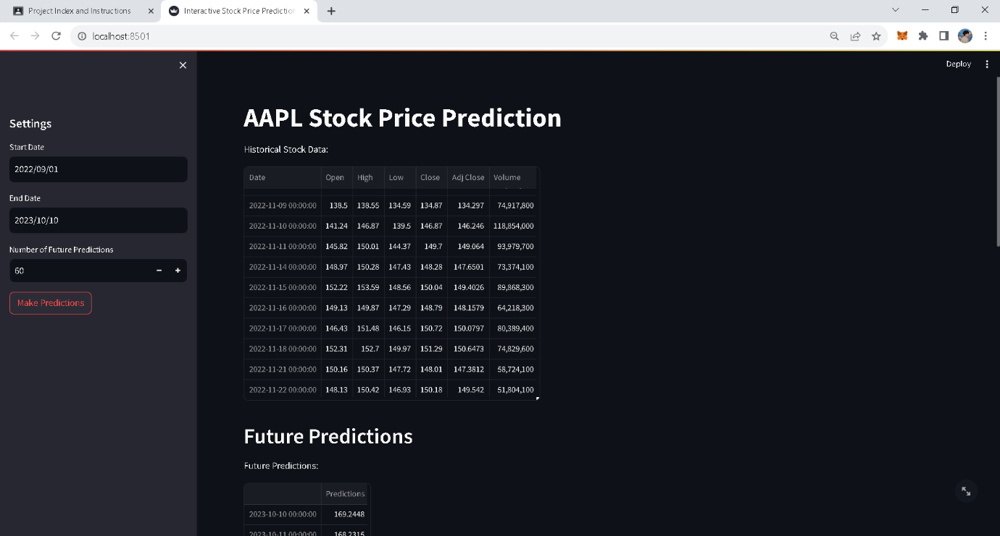 Project Index and Instructions
Interactive Stock Price Prediction
localhost:8501
Deploy
Settings
Start Date
2022/09/01
End Date
2023/10/10
Number of Future Predictions
60
Make Predictions
AAPL Stock Price Prediction
Historical Stock Data:
Date Open High Low Close Adj Close Volume
2022-11-09 00:00:00 138.5 138.55 134.59 134.87 134.297 74,917,800
2022-11-10 00:00:00 141.24 146.87 139.5 146.87 146.246 118,854,000
2022-11-11 00:00:00 145.82 150.01 144.37 149.7 149.064 93,979,700
2022-11-14 00:00:00 148.97 150.28 147.43 148.28 147.6501 73,374,100
2022-11-15 00:00:00 152.22 153.59 148.56 150.04 149.4026 89,868,300
2022-11-16 00:00:00 149.13 149.87 147.29 148.79 148.1579 64,218,300
2022-11-17 00:00:00 146.43 151.48 146.15 150.72 150.0797 80,389,400
2022-11-18 00:00:00 152.31 152.7 149.97 151.29 150.6473 74,829,600
2022-11-21 00:00:00 150.16 150.37 147.72 148.01 147.3812 58,724,100
2022-11-22 00:00:00 148.13 150.42 146.93 150.18 149.542 51,804,100
Future Predictions
Future Predictions:
Predictions
2023-10-10 00:00:00 169.2448
2023-10-11 00:00:00 168.2315